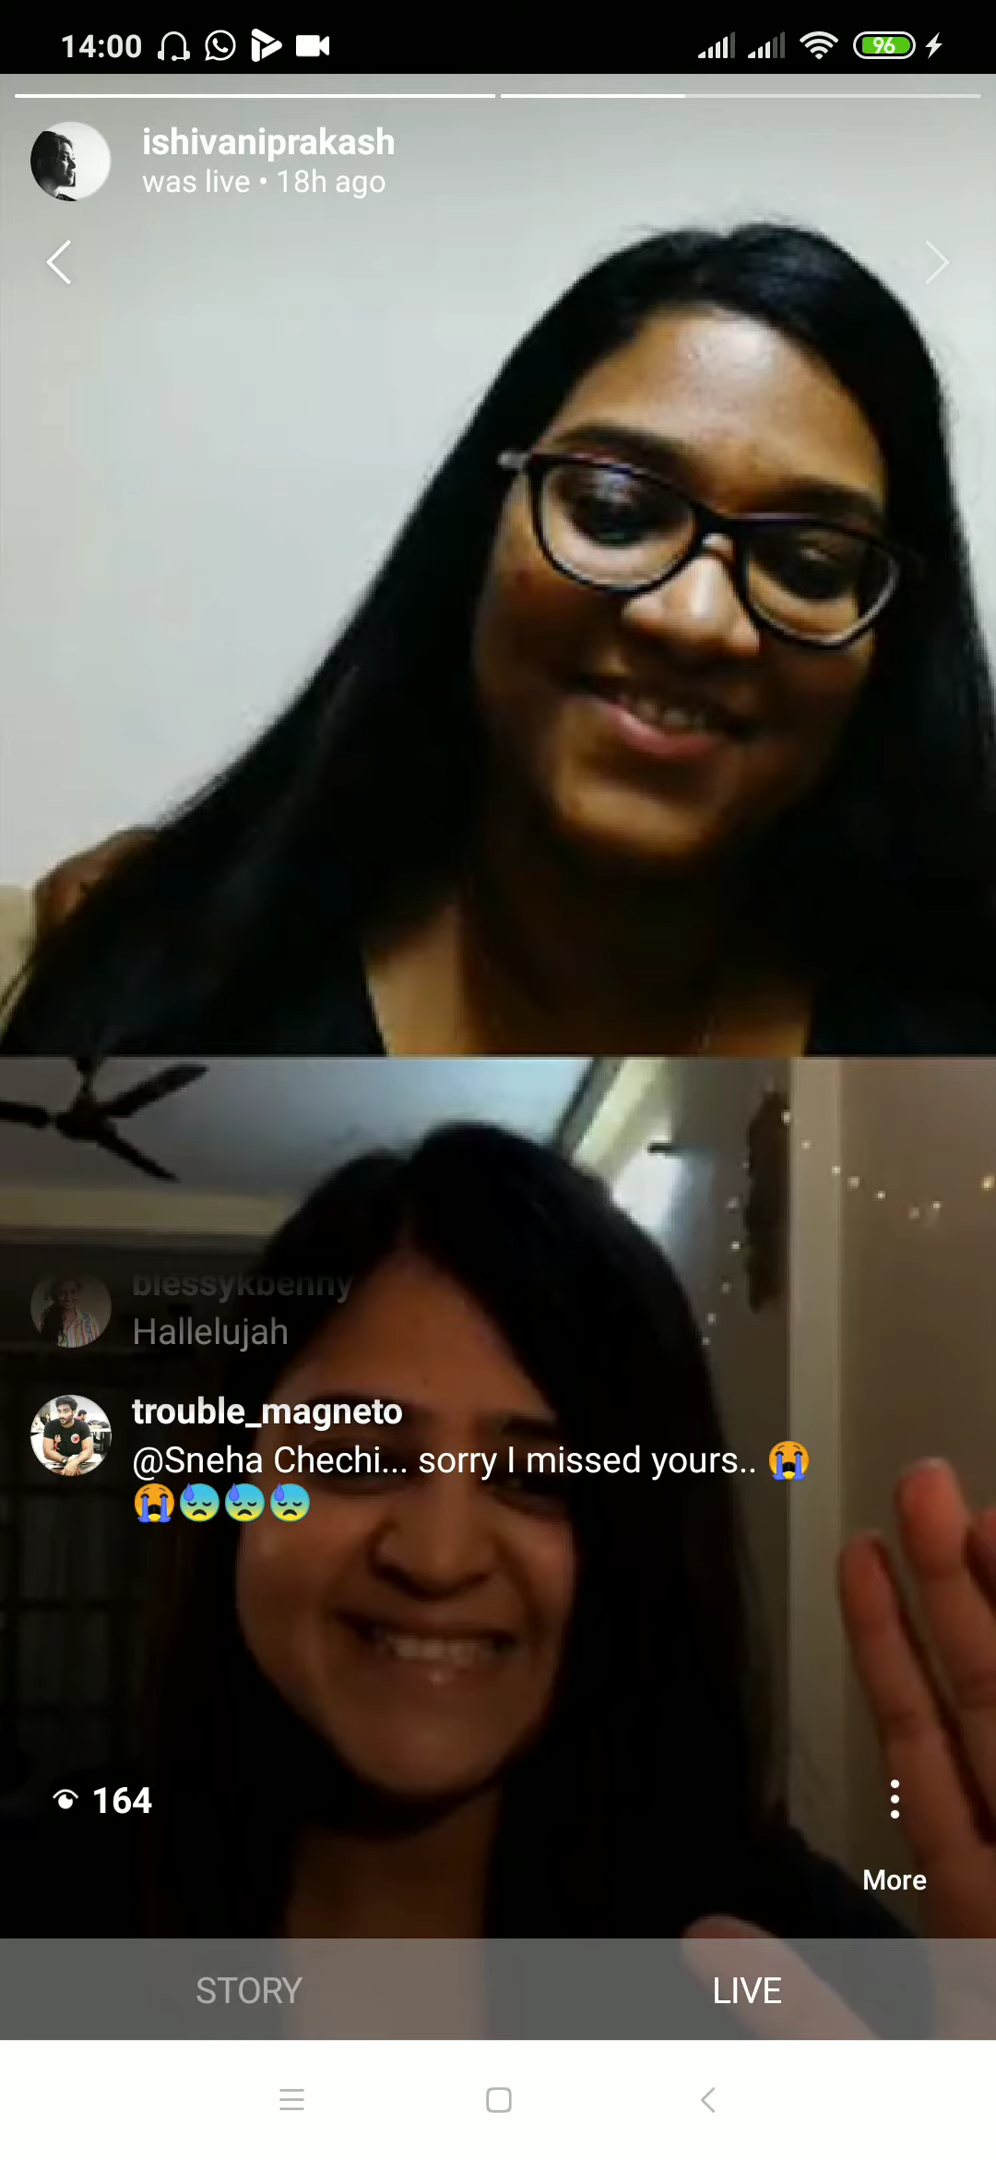 14:00
96
ishivaniprakash
was live • 18h ago
blessykbenny
Hallelujah
trouble_magneto
@Sneha Chechi... sorry I missed yours.. 😭
😭😓😓😓
164
More
STORY
LIVE